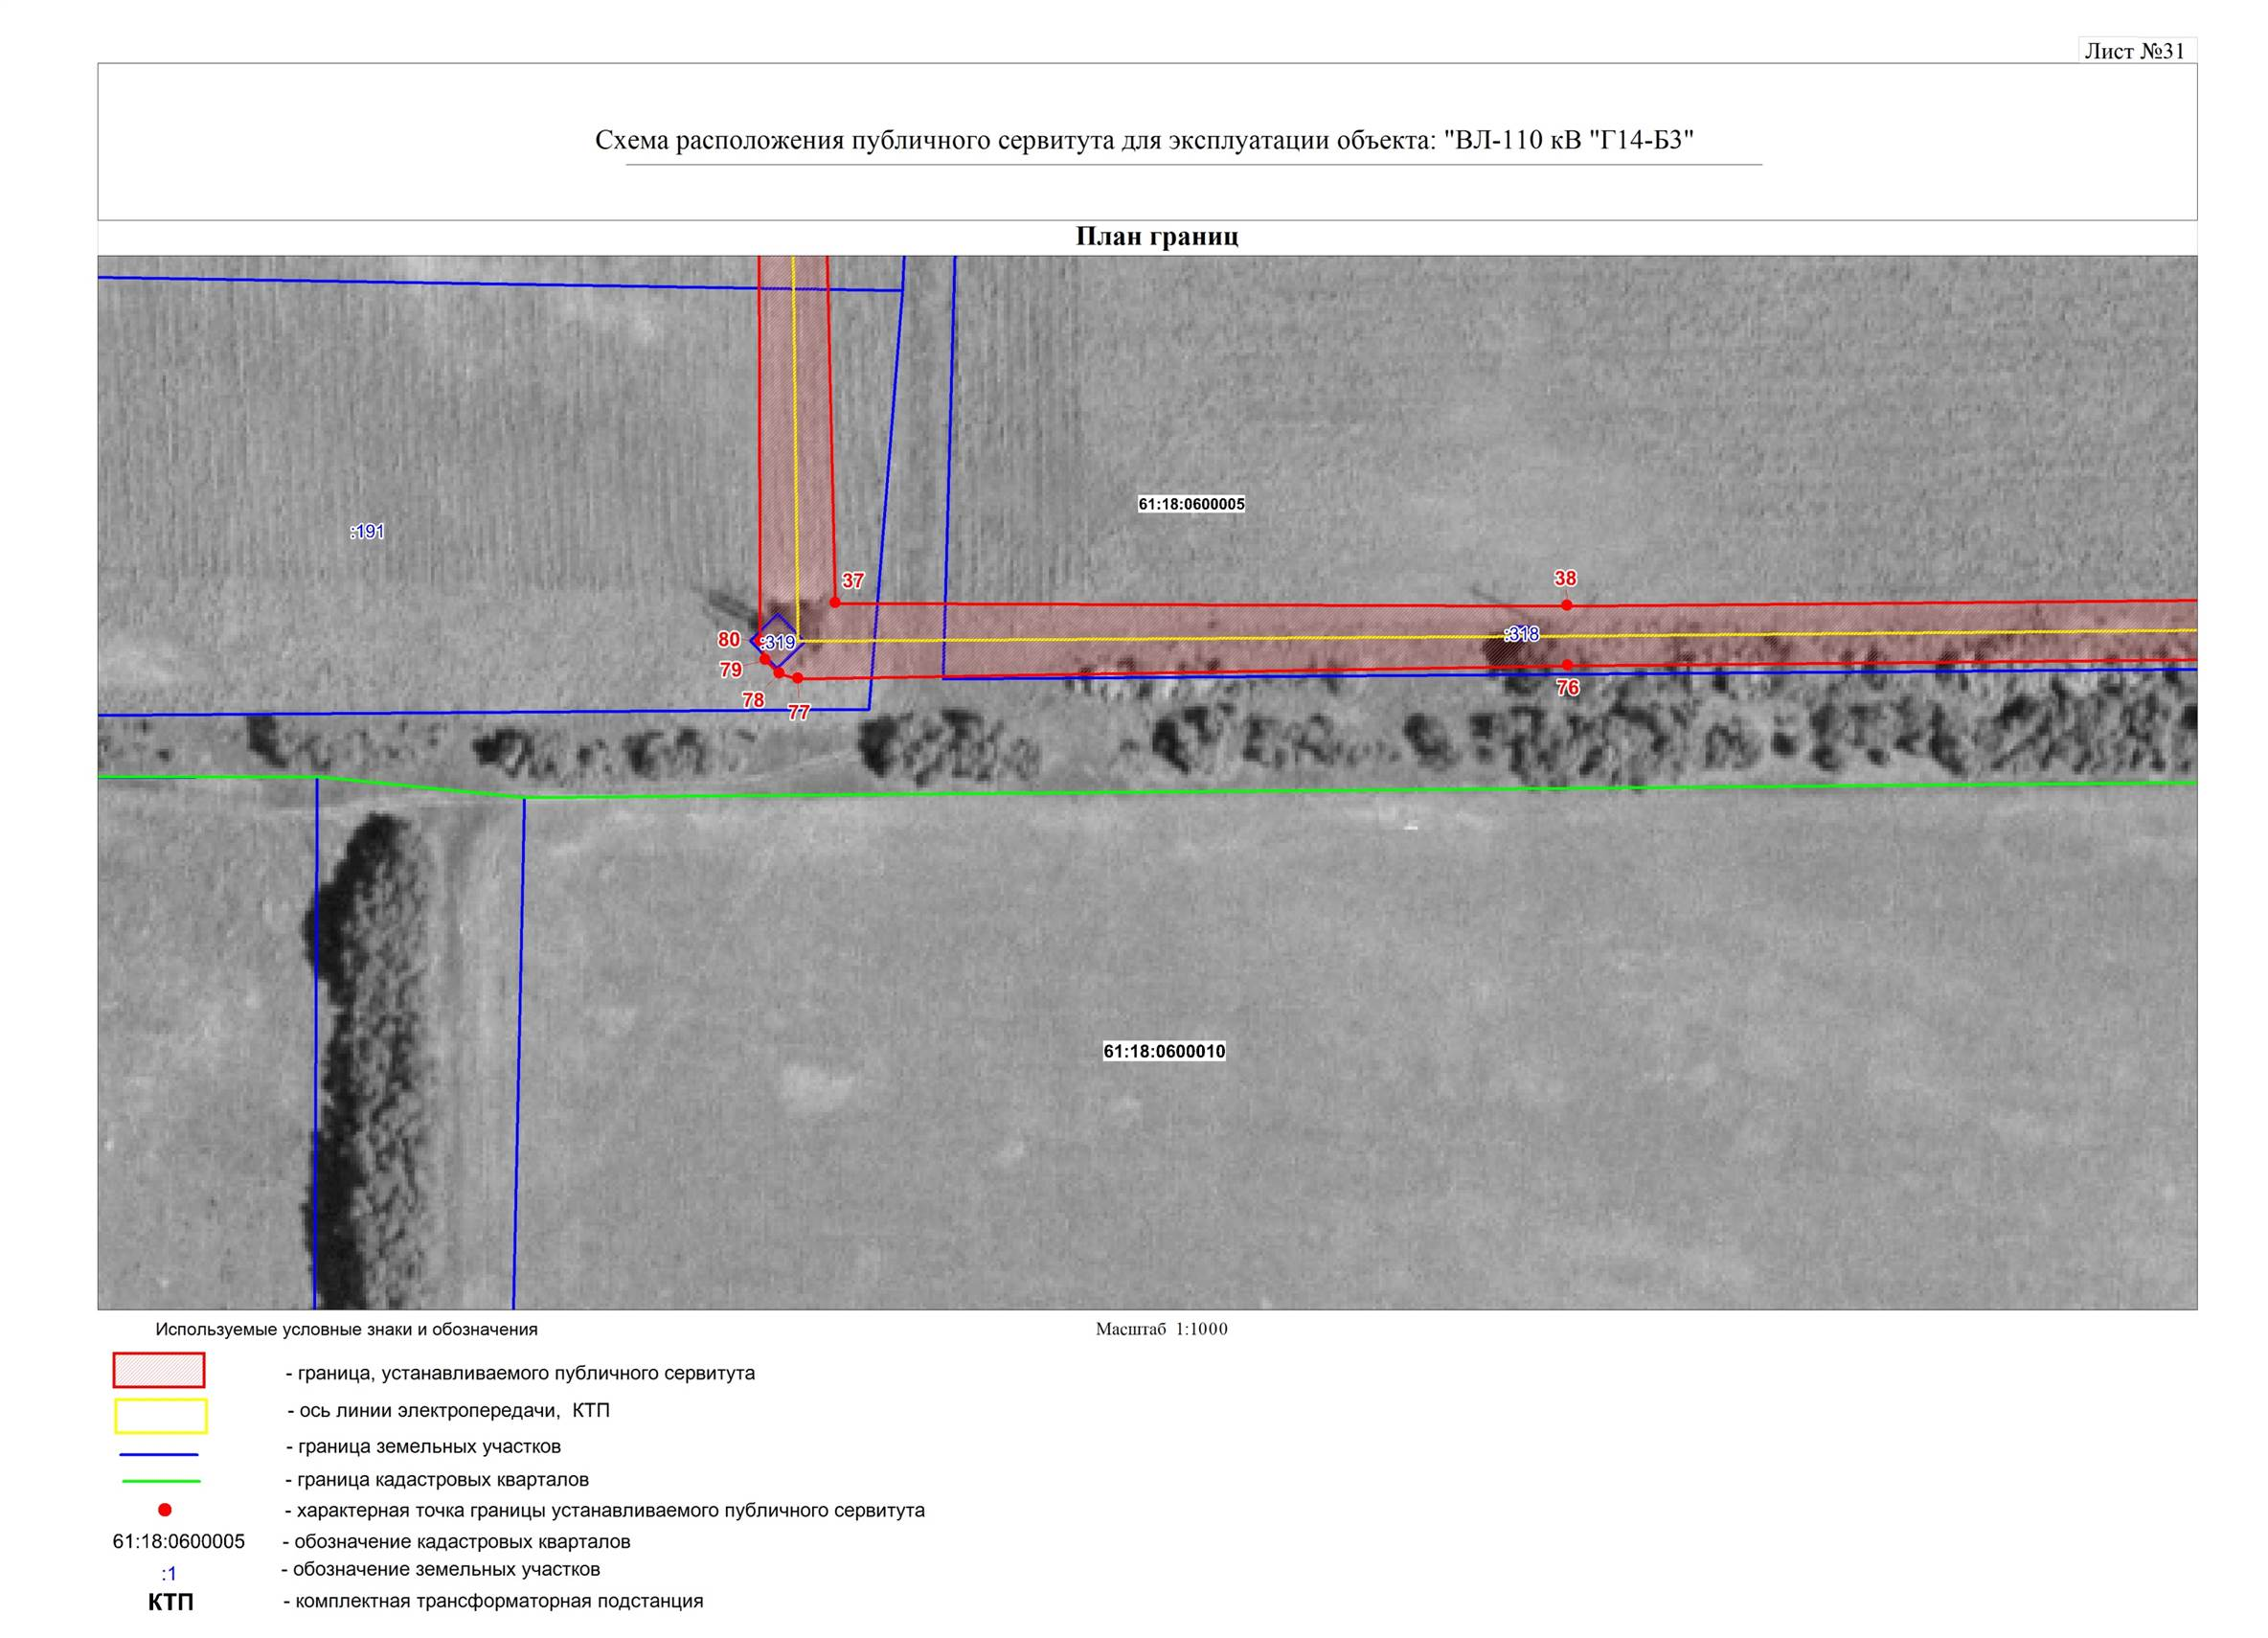 Лист №31
Схема расположения публичного сервитута для эксплуатации объекта: "ВЛ-110 кВ "Г14-Б3"
План границ
61:18:0600005
:191
37
38
80
:319
:318
79
78
77
76
61:18:0600010
Используемые условные знаки и обозначения
Масштаб 1:1000
- граница, устанавливаемого публичного сервитута
- ось линии электропередачи, КТП
- граница земельных участков
- граница кадастровых кварталов
- характерная точка границы устанавливаемого публичного сервитута
61:18:0600005 - обозначение кадастровых кварталов
:1 - обозначение земельных участков
КТП - комплектная трансформаторная подстанция